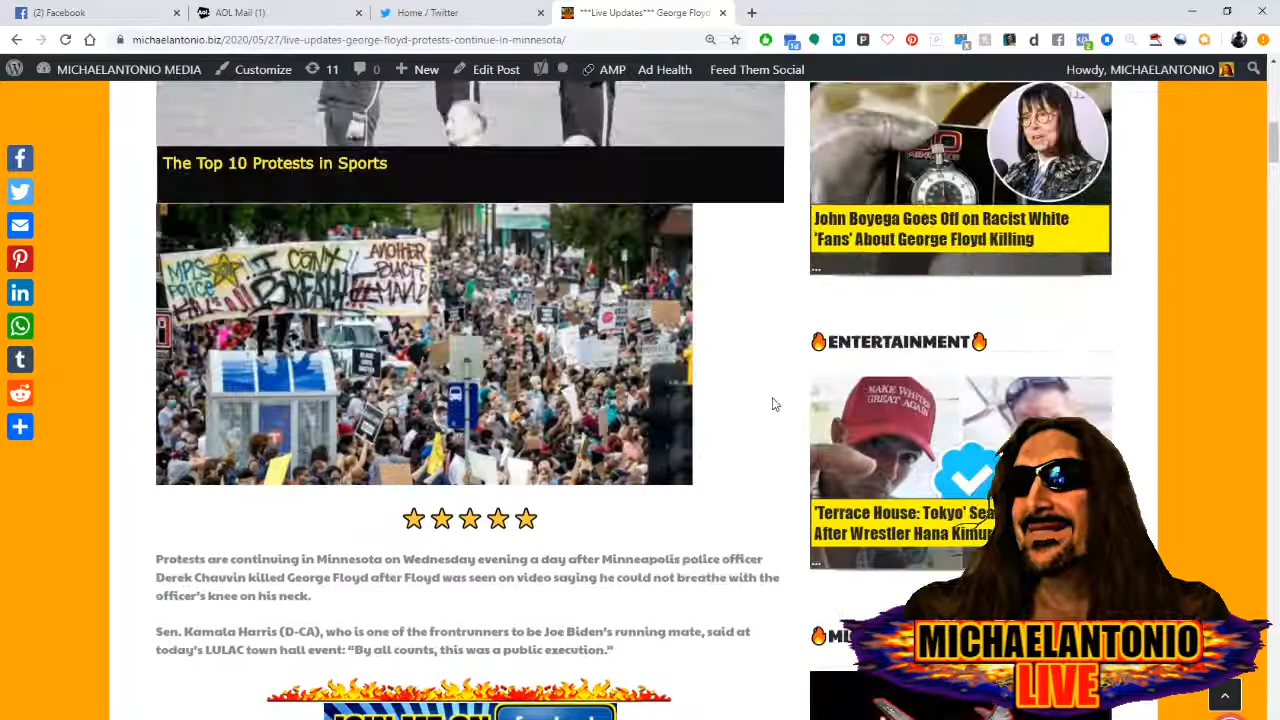 (2) Facebook
AOL Mail (1)
Home / Twitter
***Live Updates*** George Floyd
michaelantonio.biz/2020/05/27/live-updates-george-floyd-protests-continue-in-minnesota/
MICHAELANTONIO MEDIA Customize 11 0 New Edit Post AMP Ad Health Feed Them Social Howdy, MICHAELANTONIO
The Top 10 Protests in Sports
MPLS
POLICE
I CAN'T
BREATHE
ANOTHER
BLACK
MAN
Protests are continuing in Minnesota on Wednesday evening a day after Minneapolis police officer
Derek Chauvin killed George Floyd after Floyd was seen on video saying he could not breathe with the
officer's knee on his neck.
Sen. Kamala Harris (D-CA), who is one of the frontrunners to be Joe Biden's running mate, said at
today's LULAC town hall event: “By all counts, this was a public execution.”
JOIN ME ON
John Boyega Goes Off on Racist White
'Fans' About George Floyd Killing
...
🔥ENTERTAINMENT🔥
GREAT AGAIN
'Terrace House: Tokyo' Sea
After Wrestler Hana Kimur
...
MICHAELANTONIO
LIVE